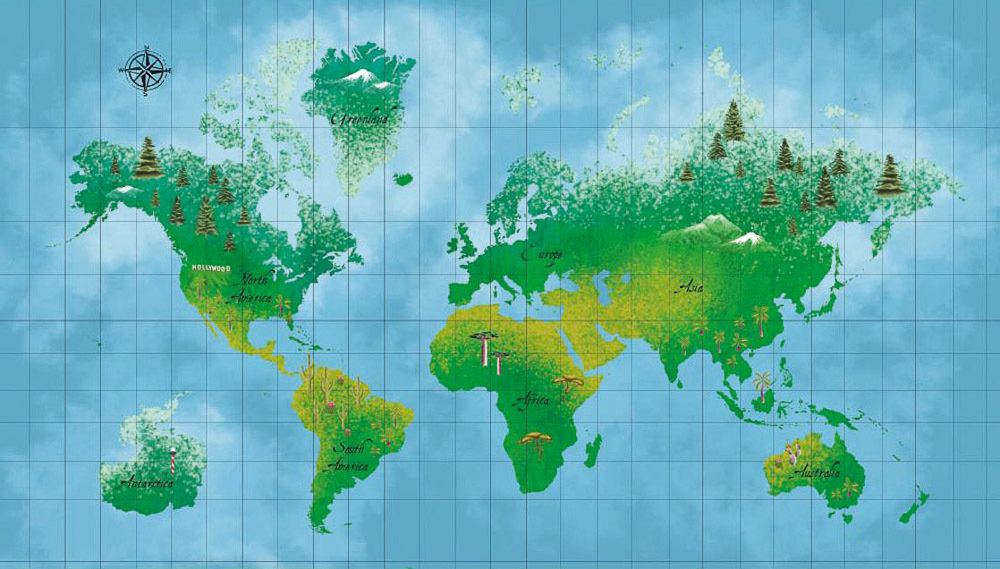 N
W E
S
Greenland
HOLLYWOOD
North
America
Europe
Asia
Africa
South
America
Antarctica
Australia